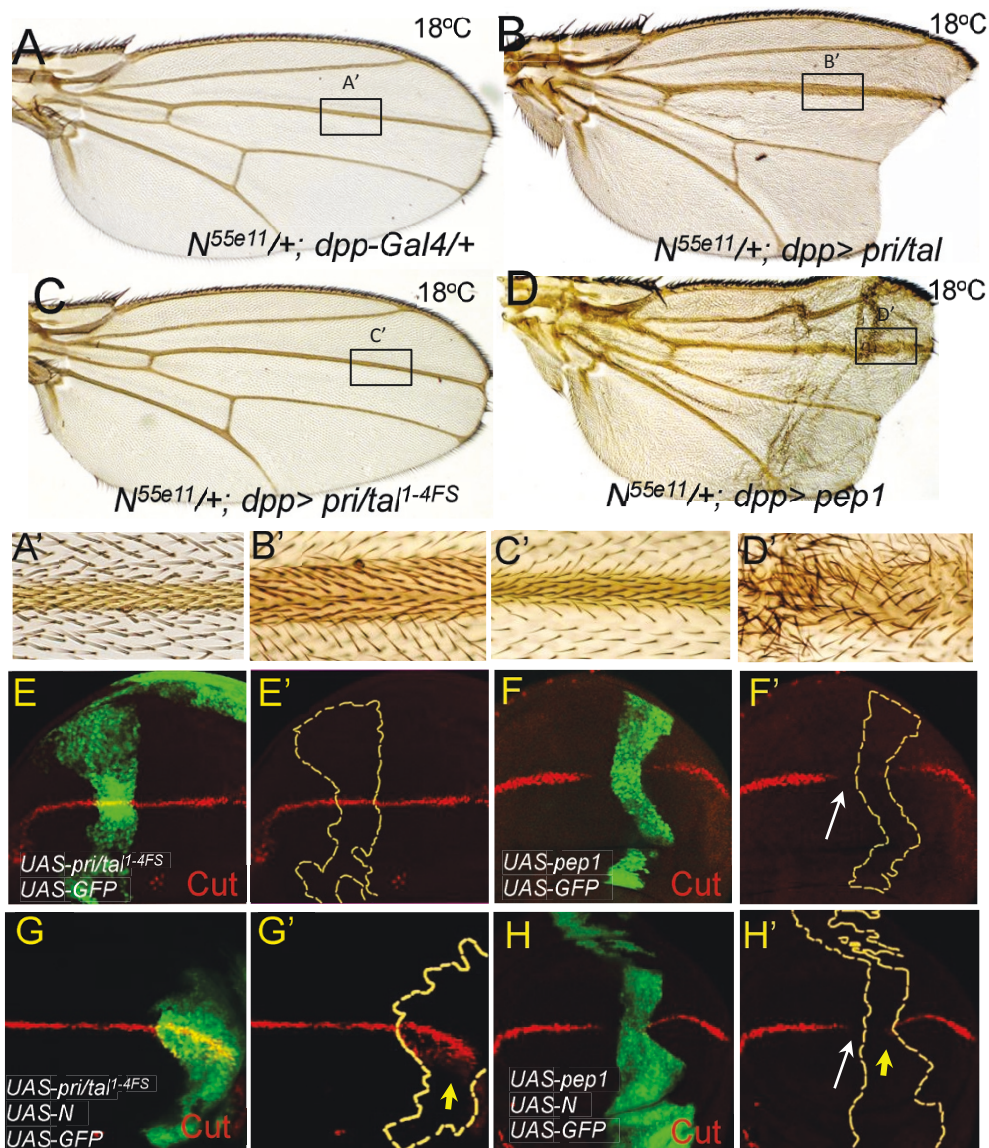 A 18°C
A'
N55e11/+; dpp-Gal4/+
B 18°C
B'
N55e11/+; dpp> pri/tal
C 18°C
C'
N55e11/+; dpp> pri/tal1-4FS
D 18°C
D'
N55e11/+; dpp> pep1
A' B' C' D'
E E' F F'
UAS-pri/tal1-4FS
UAS-GFP Cut
UAS-pep1
UAS-GFP Cut
G G' H H'
UAS-pri/tal1-4FS
UAS-N
UAS-GFP Cut
UAS-pep1
UAS-N
UAS-GFP Cut